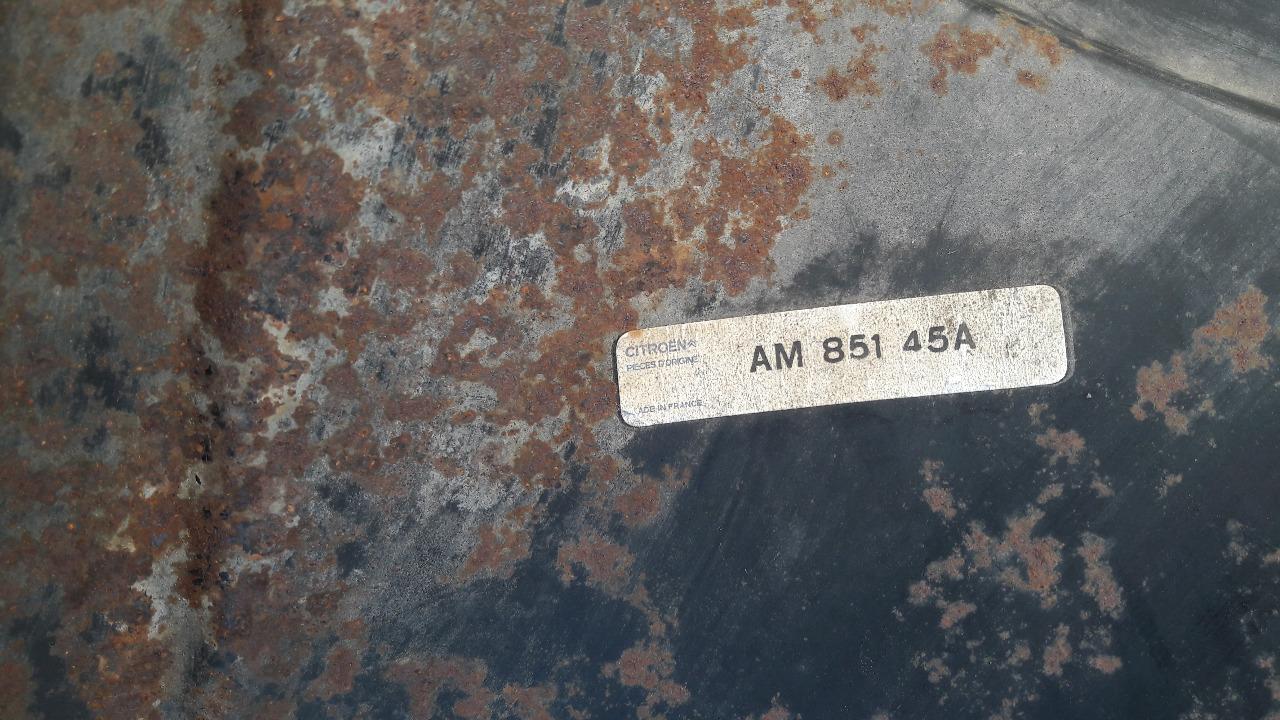 CITROËN
PIECES D'ORIGINE
AM 851 45A
MADE IN FRANCE